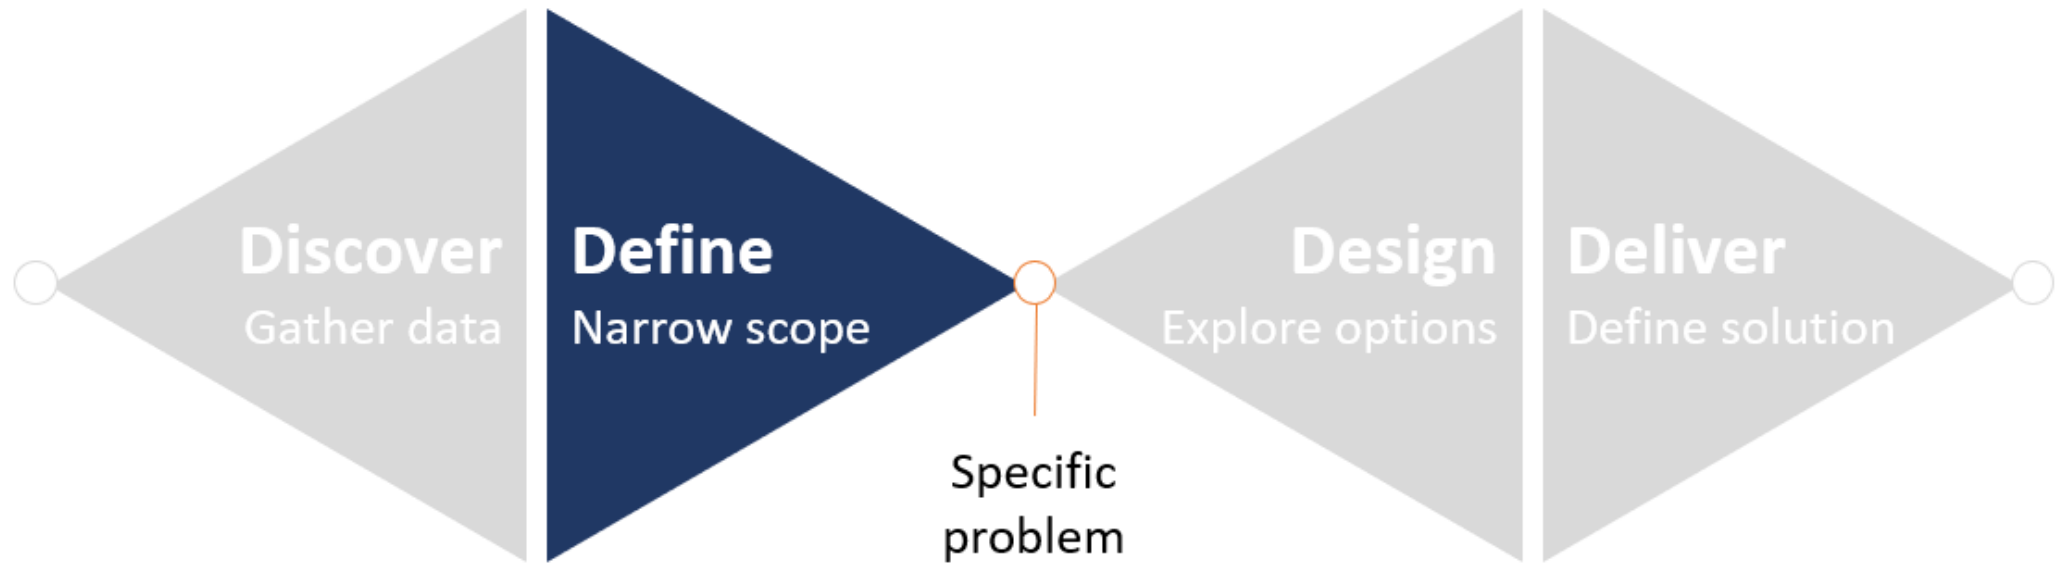 Discover
Gather data
Define
Narrow scope
Design
Explore options
Deliver
Define solution
Specific
problem